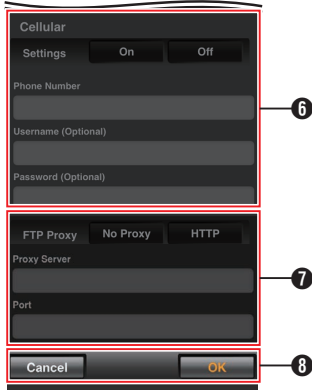 Cellular
Settings On Off
Phone Number
Username (Optional)
Password (Optional)
6
FTP Proxy No Proxy HTTP
Proxy Server
Port
7
Cancel OK
8